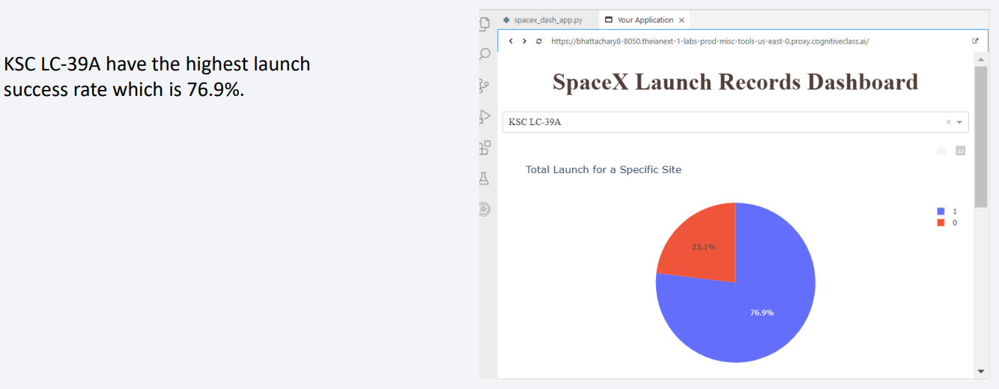 KSC LC-39A have the highest launch
success rate which is 76.9%.
spacex_dash_app.py
Your Application
https://bhattachary8-8050.theianext-1-labs-prod-misc-tools-us-east-0.proxy.cognitiveclass.ai/
SpaceX Launch Records Dashboard
KSC LC-39A
Total Launch for a Specific Site
1
0
23.1%
76.9%